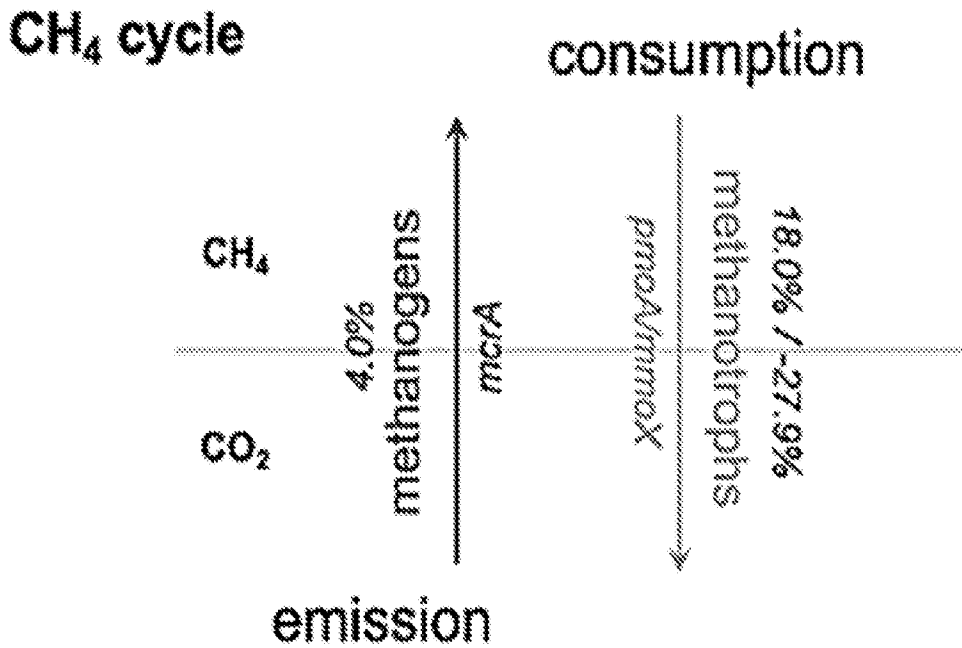 CH₄ cycle
consumption
CH₄
CO₂
4.0%
methanogens
mcrA
pmoA/mmoX
methanotrophs
18.0% / -27.9%
emission